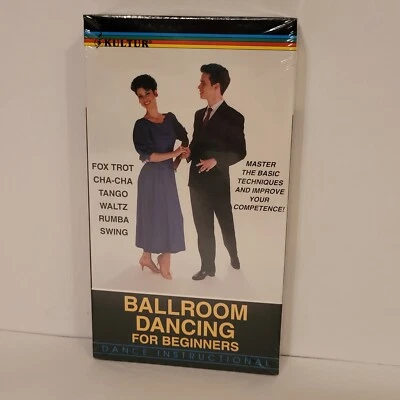 KULTUR
FOX TROT
CHA-CHA
TANGO
WALTZ
RUMBA
SWING
MASTER
THE BASIC
TECHNIQUES
AND IMPROVE
YOUR
COMPETENCE!
BALLROOM
DANCING
FOR BEGINNERS
DANCE INSTRUCTIONAL